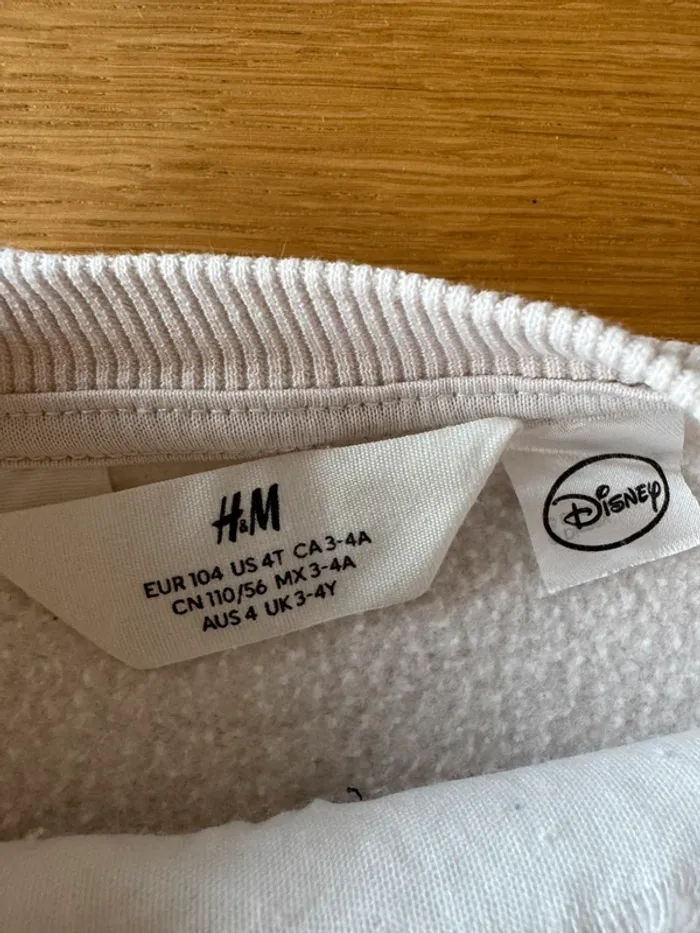 H&M
EUR 104 US 4T CA 3-4A
CN 110/56 MX 3-4A
AUS 4 UK 3-4Y
Disney